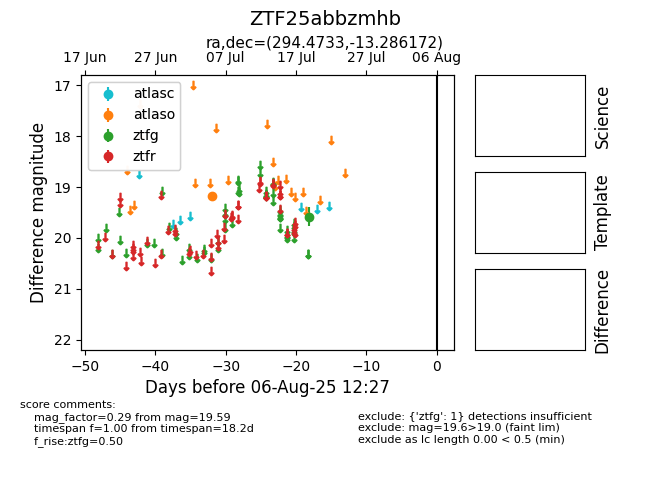 ZTF25abbzmhb
ra,dec=(294.4733,-13.286172)
17 Jun 27 Jun 07 Jul 17 Jul 27 Jul 06 Aug
atlasc
atlaso
ztfg
ztfr
17
18
19
20
21
22
Difference magnitude
−50 −40 −30 −20 −10 0
Days before 06-Aug-25 12:27
Science
Template
Difference
score comments:
mag_factor=0.29 from mag=19.59
timespan f=1.00 from timespan=18.2d
f_rise:ztfg=0.50
exclude: {'ztfg': 1} detections insufficient
exclude: mag=19.6>19.0 (faint lim)
exclude as lc length 0.00 < 0.5 (min)